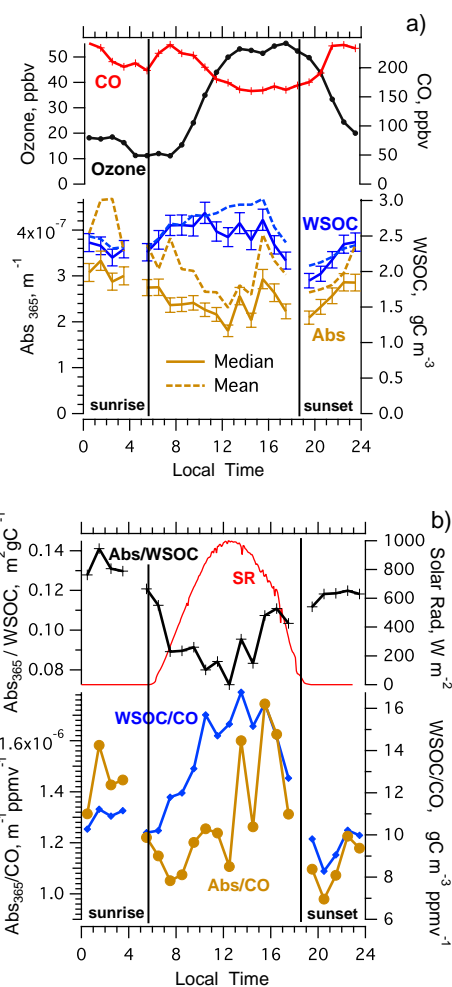 a)
50
40
30
20
10
0
Ozone, ppbv
CO
Ozone
200
150
100
50
0
CO, ppbv
4x10-7
3
2
1
0
Abs 365, m-1
WSOC
Abs
Median
Mean
sunrise
sunset
3.0
2.5
2.0
1.5
1.0
0.5
0.0
WSOC, gC m-3
0 4 8 12 16 20 24
Local Time
b)
0.14
0.12
0.10
0.08
Abs365 / WSOC, m2gC-1
Abs/WSOC
SR
1000
800
600
400
200
0
Solar Rad, W m-2
1.6x10-6
1.4
1.2
1.0
Abs365/CO, m-1ppmv-1
WSOC/CO
Abs/CO
sunrise
sunset
16
14
12
10
8
6
WSOC/CO, gC m-3 ppmv-1
0 4 8 12 16 20 24
Local Time